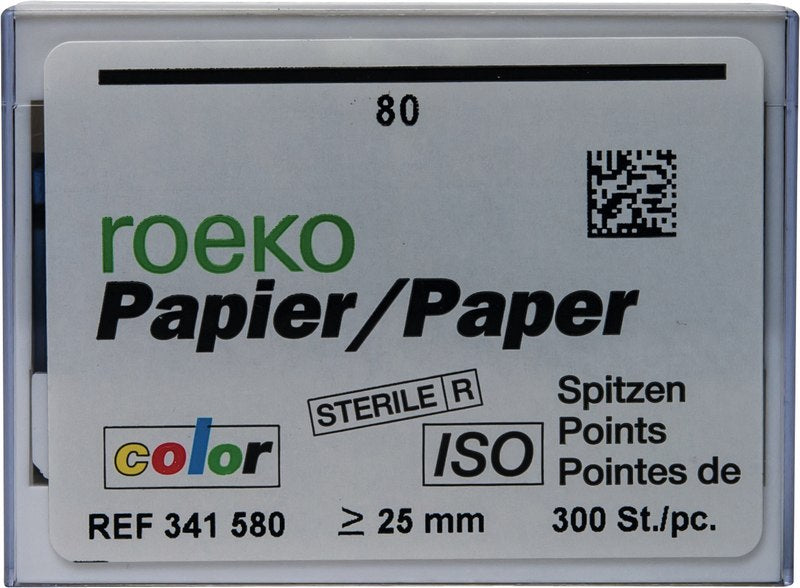 80
roeko
Papier/Paper
STERILE R
Spitzen
Points
Pointes de
color
ISO
REF 341 580
≥ 25 mm
300 St./pc.